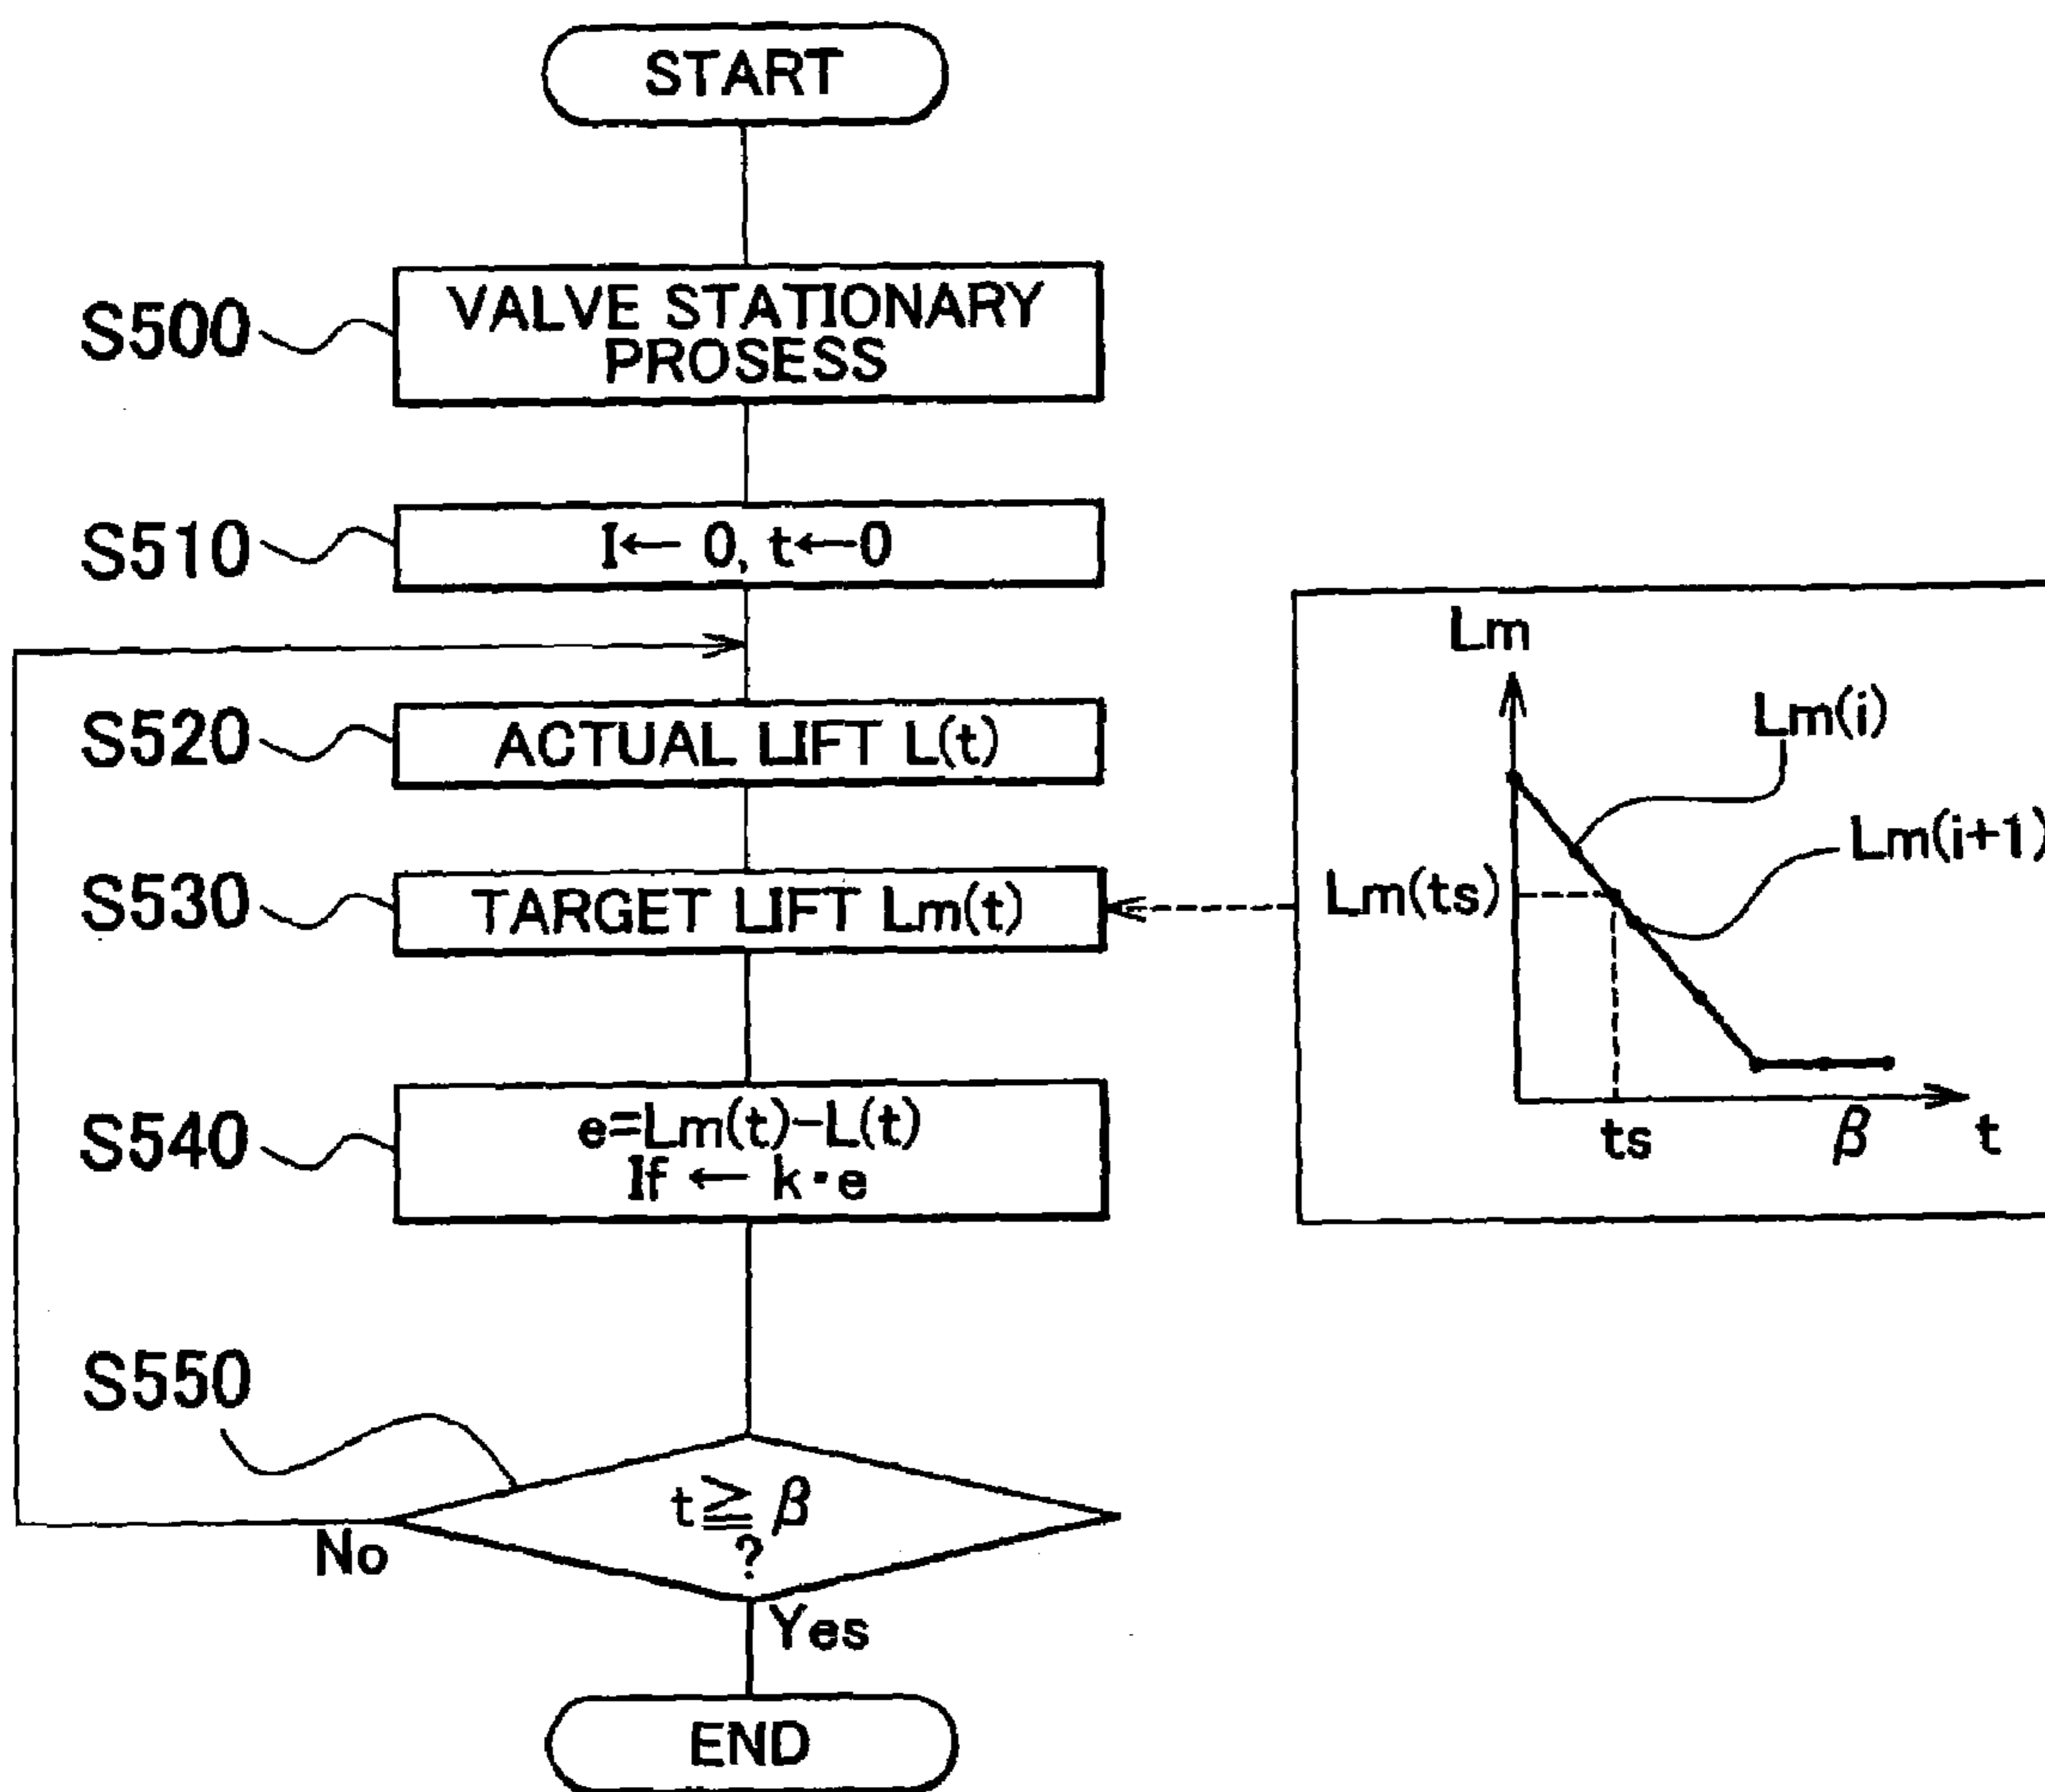 START
S500
VALVE STATIONARY
PROSESS
S510
I← 0, t←0
S520
ACTUAL LIFT L(t)
S530
TARGET LIFT Lm(t)
S540
e=Lm(t)-L(t)
If ← k·e
S550
t≧β
?
No
Yes
END
Lm
Lm(i)
Lm(i+1)
Lm(ts)
ts
β
t